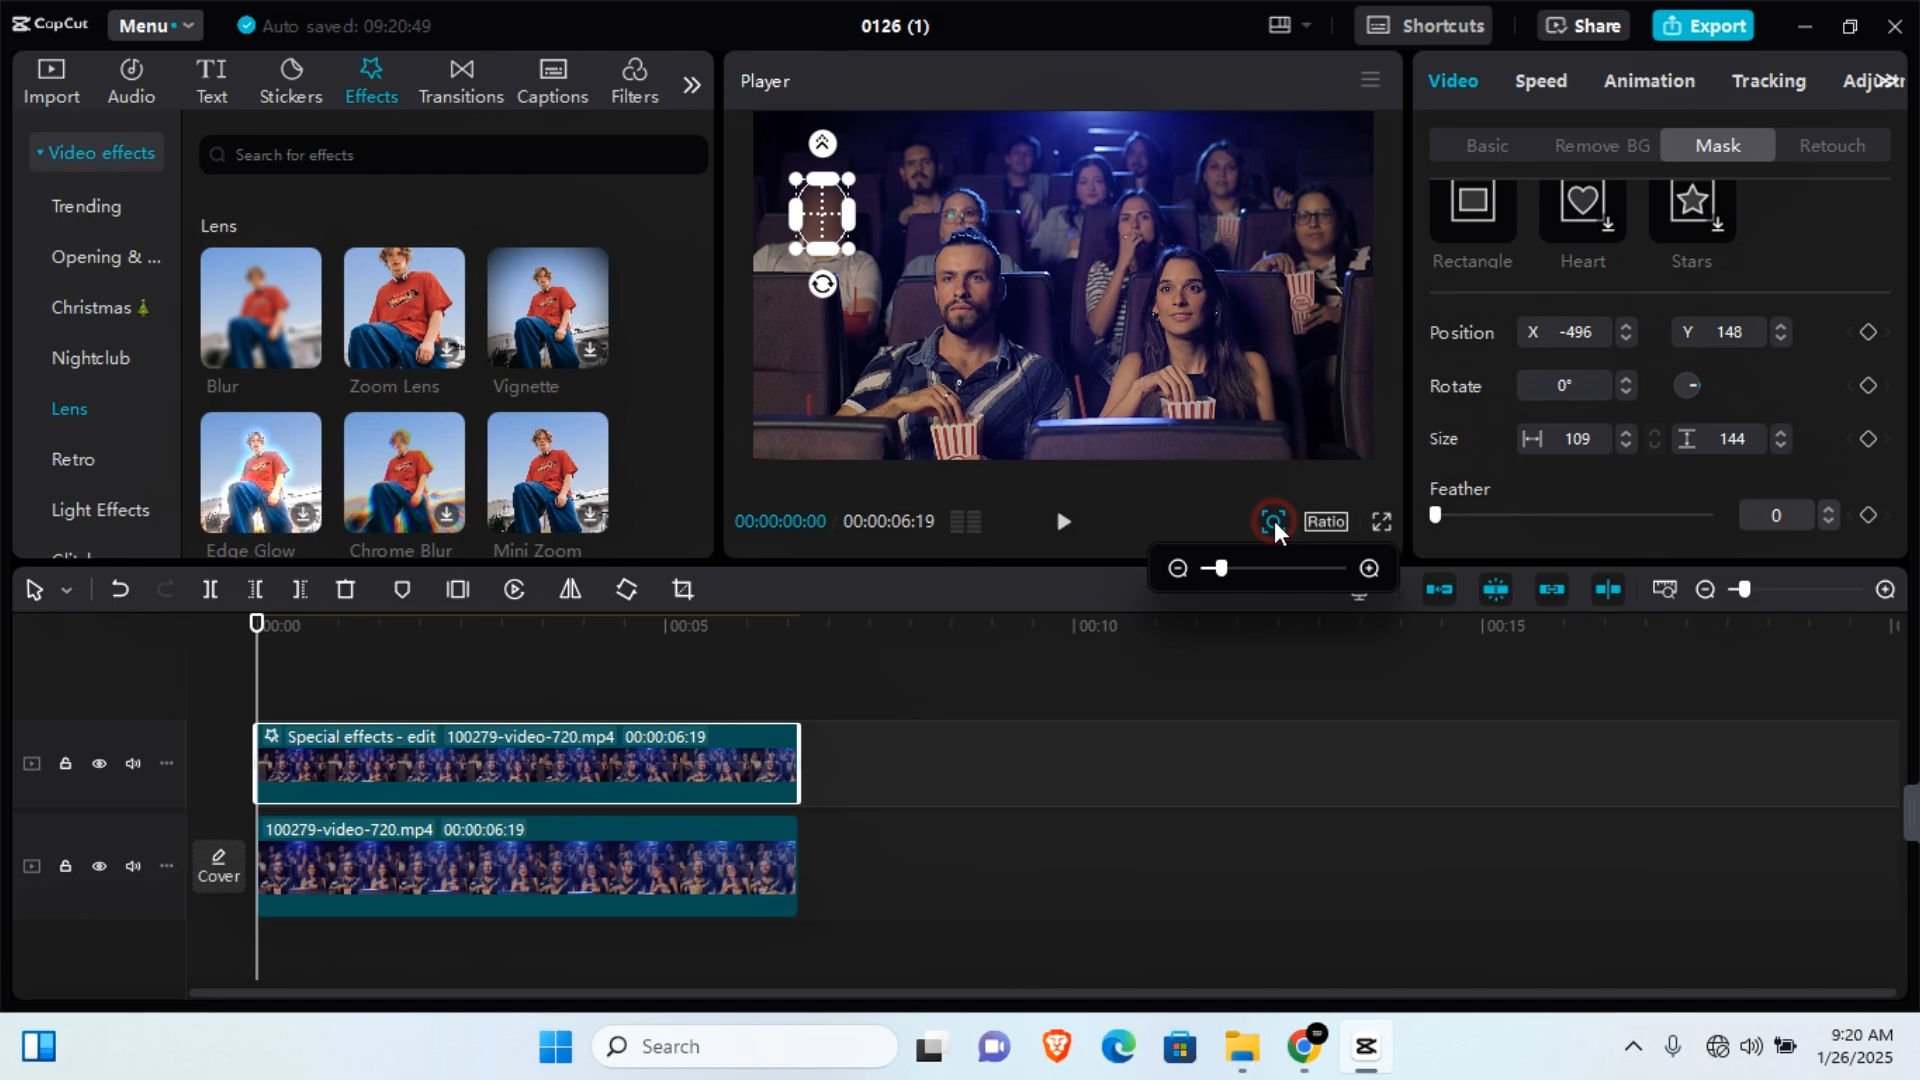 CapCut
Menu
Auto saved: 09:20:49
0126 (1)
Shortcuts
Share
Export
Import
Audio
TI
Text
Stickers
Effects
Transitions
Captions
Filters
Video effects
Trending
Opening & ...
Christmas
Nightclub
Lens
Retro
Light Effects
Search for effects
Lens
Blur
Zoom Lens
Vignette
Edge Glow
Chrome Blur
Mini Zoom
Player
00:00:00:00
00:00:06:19
Ratio
Video
Speed
Animation
Tracking
Basic
Remove BG
Mask
Retouch
Rectangle
Heart
Stars
Position
X -496
Y 148
Rotate
0°
Size
109
144
Feather
0
00:00
00:05
00:10
00:15
Special effects - edit 100279-video-720.mp4 00:00:06:19
100279-video-720.mp4 00:00:06:19
Cover
Search
9:20 AM
1/26/2025